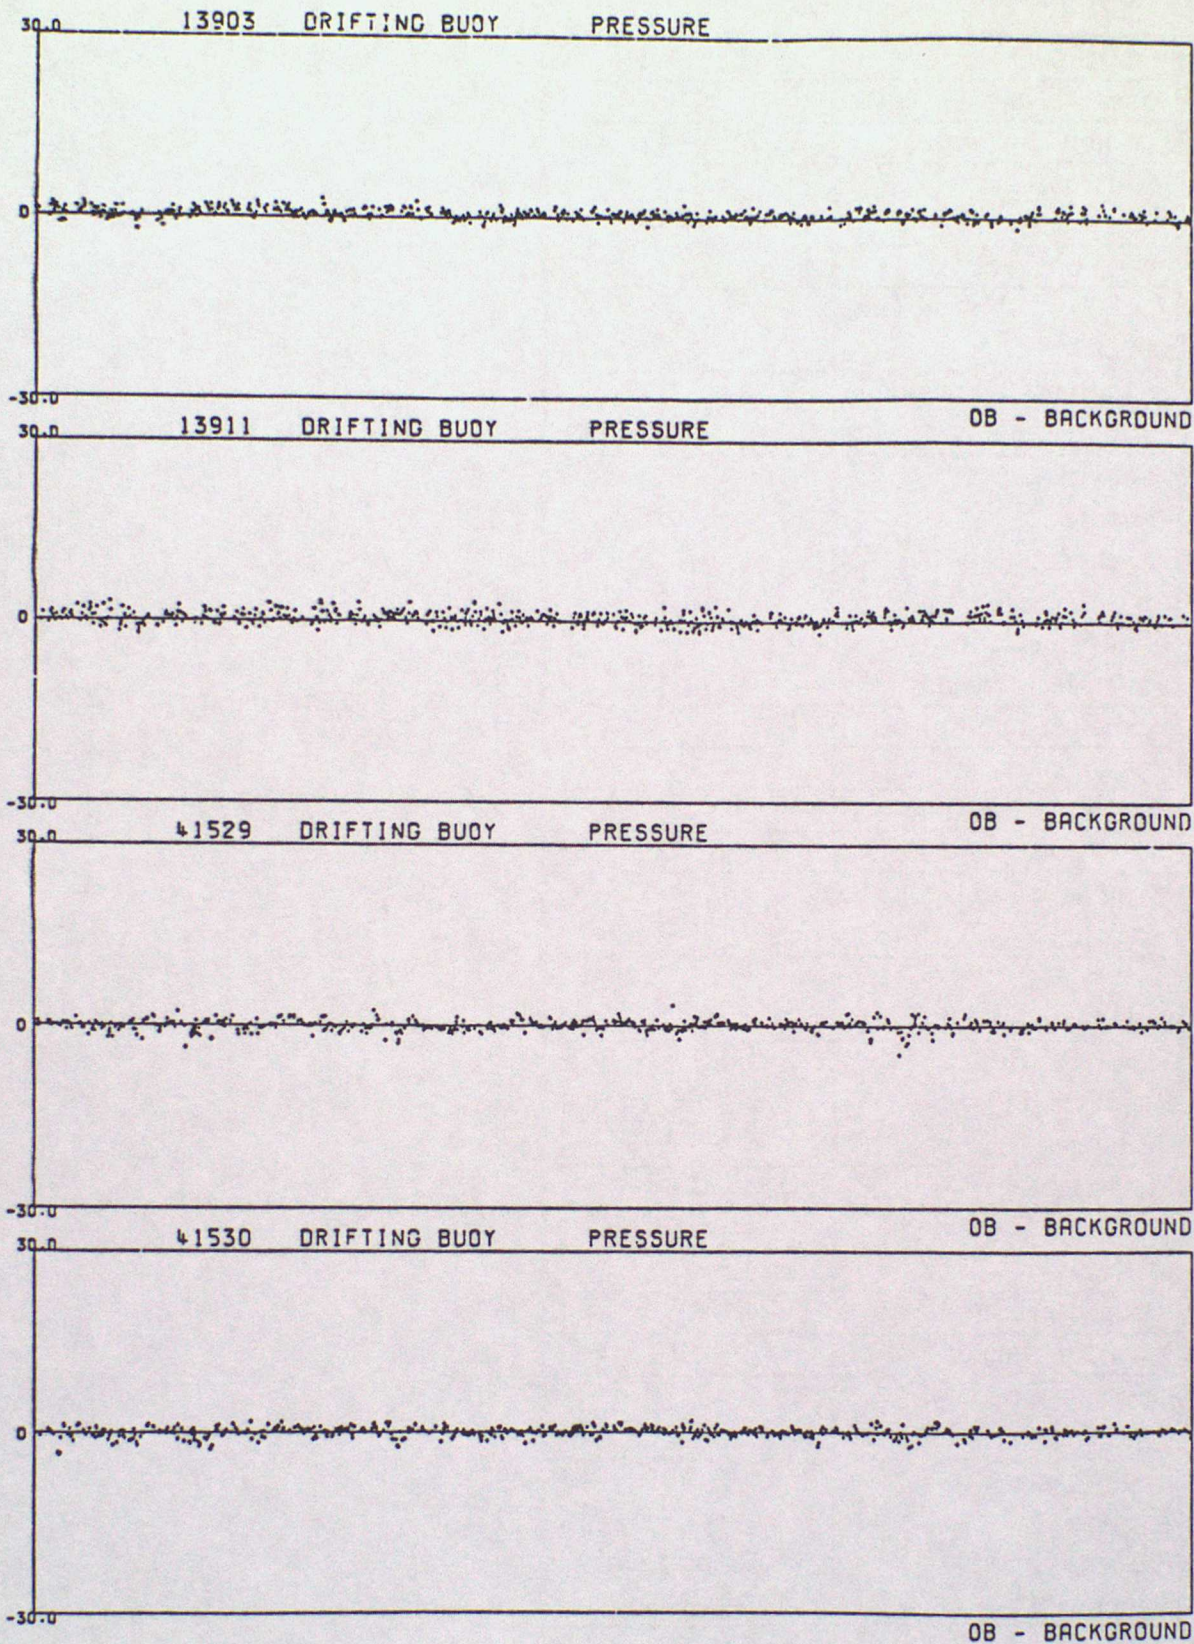 30.0 13903 DRIFTING BUOY PRESSURE
0
-30.0
OB - BACKGROUND
30.0 13911 DRIFTING BUOY PRESSURE
0
-30.0
OB - BACKGROUND
30.0 41529 DRIFTING BUOY PRESSURE
0
-30.0
OB - BACKGROUND
30.0 41530 DRIFTING BUOY PRESSURE
0
-30.0
OB - BACKGROUND